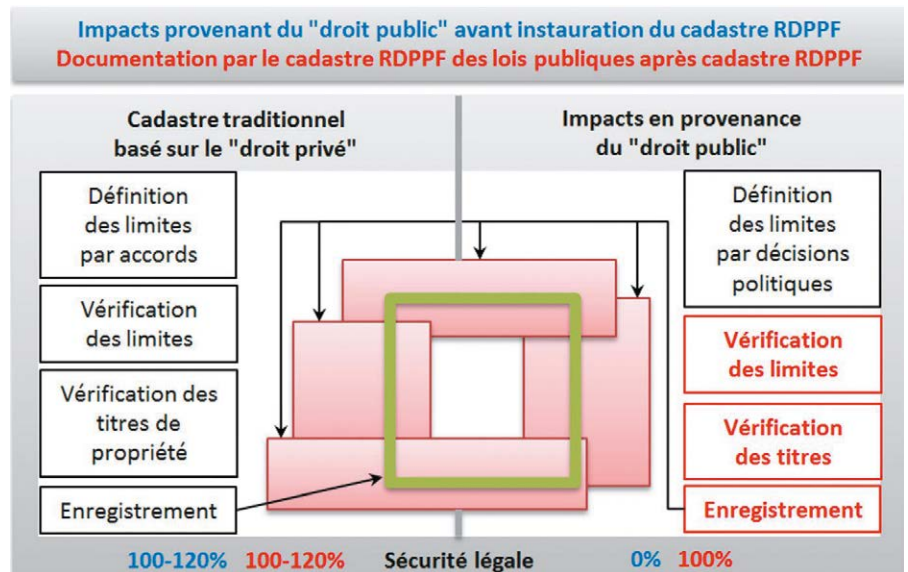 Impacts provenant du "droit public" avant instauration du cadastre RDPPF
Documentation par le cadastre RDPPF des lois publiques après cadastre RDPPF
Cadastre traditionnel
basé sur le "droit privé"
Définition
des limites
par accords
Vérification
des limites
Vérification des
titres de
propriété
Enregistrement
Impacts en provenance
du "droit public"
Définition
des limites
par décisions
politiques
Vérification
des limites
Vérification
des titres
Enregistrement
100-120% 100-120% Sécurité légale 0% 100%